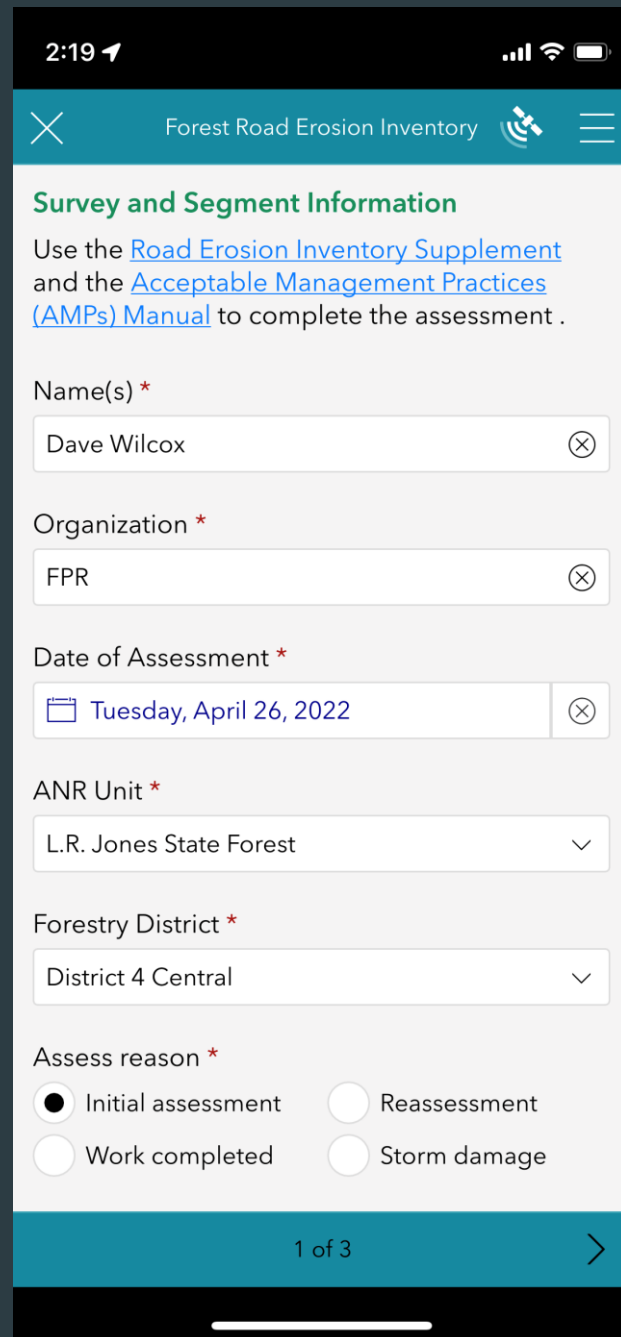 2:19
Forest Road Erosion Inventory
Survey and Segment Information
Use the Road Erosion Inventory Supplement
and the Acceptable Management Practices
(AMPs) Manual to complete the assessment .
Name(s) *
Dave Wilcox
Organization *
FPR
Date of Assessment *
Tuesday, April 26, 2022
ANR Unit *
L.R. Jones State Forest
Forestry District *
District 4 Central
Assess reason *
Initial assessment Reassessment
Work completed Storm damage
1 of 3